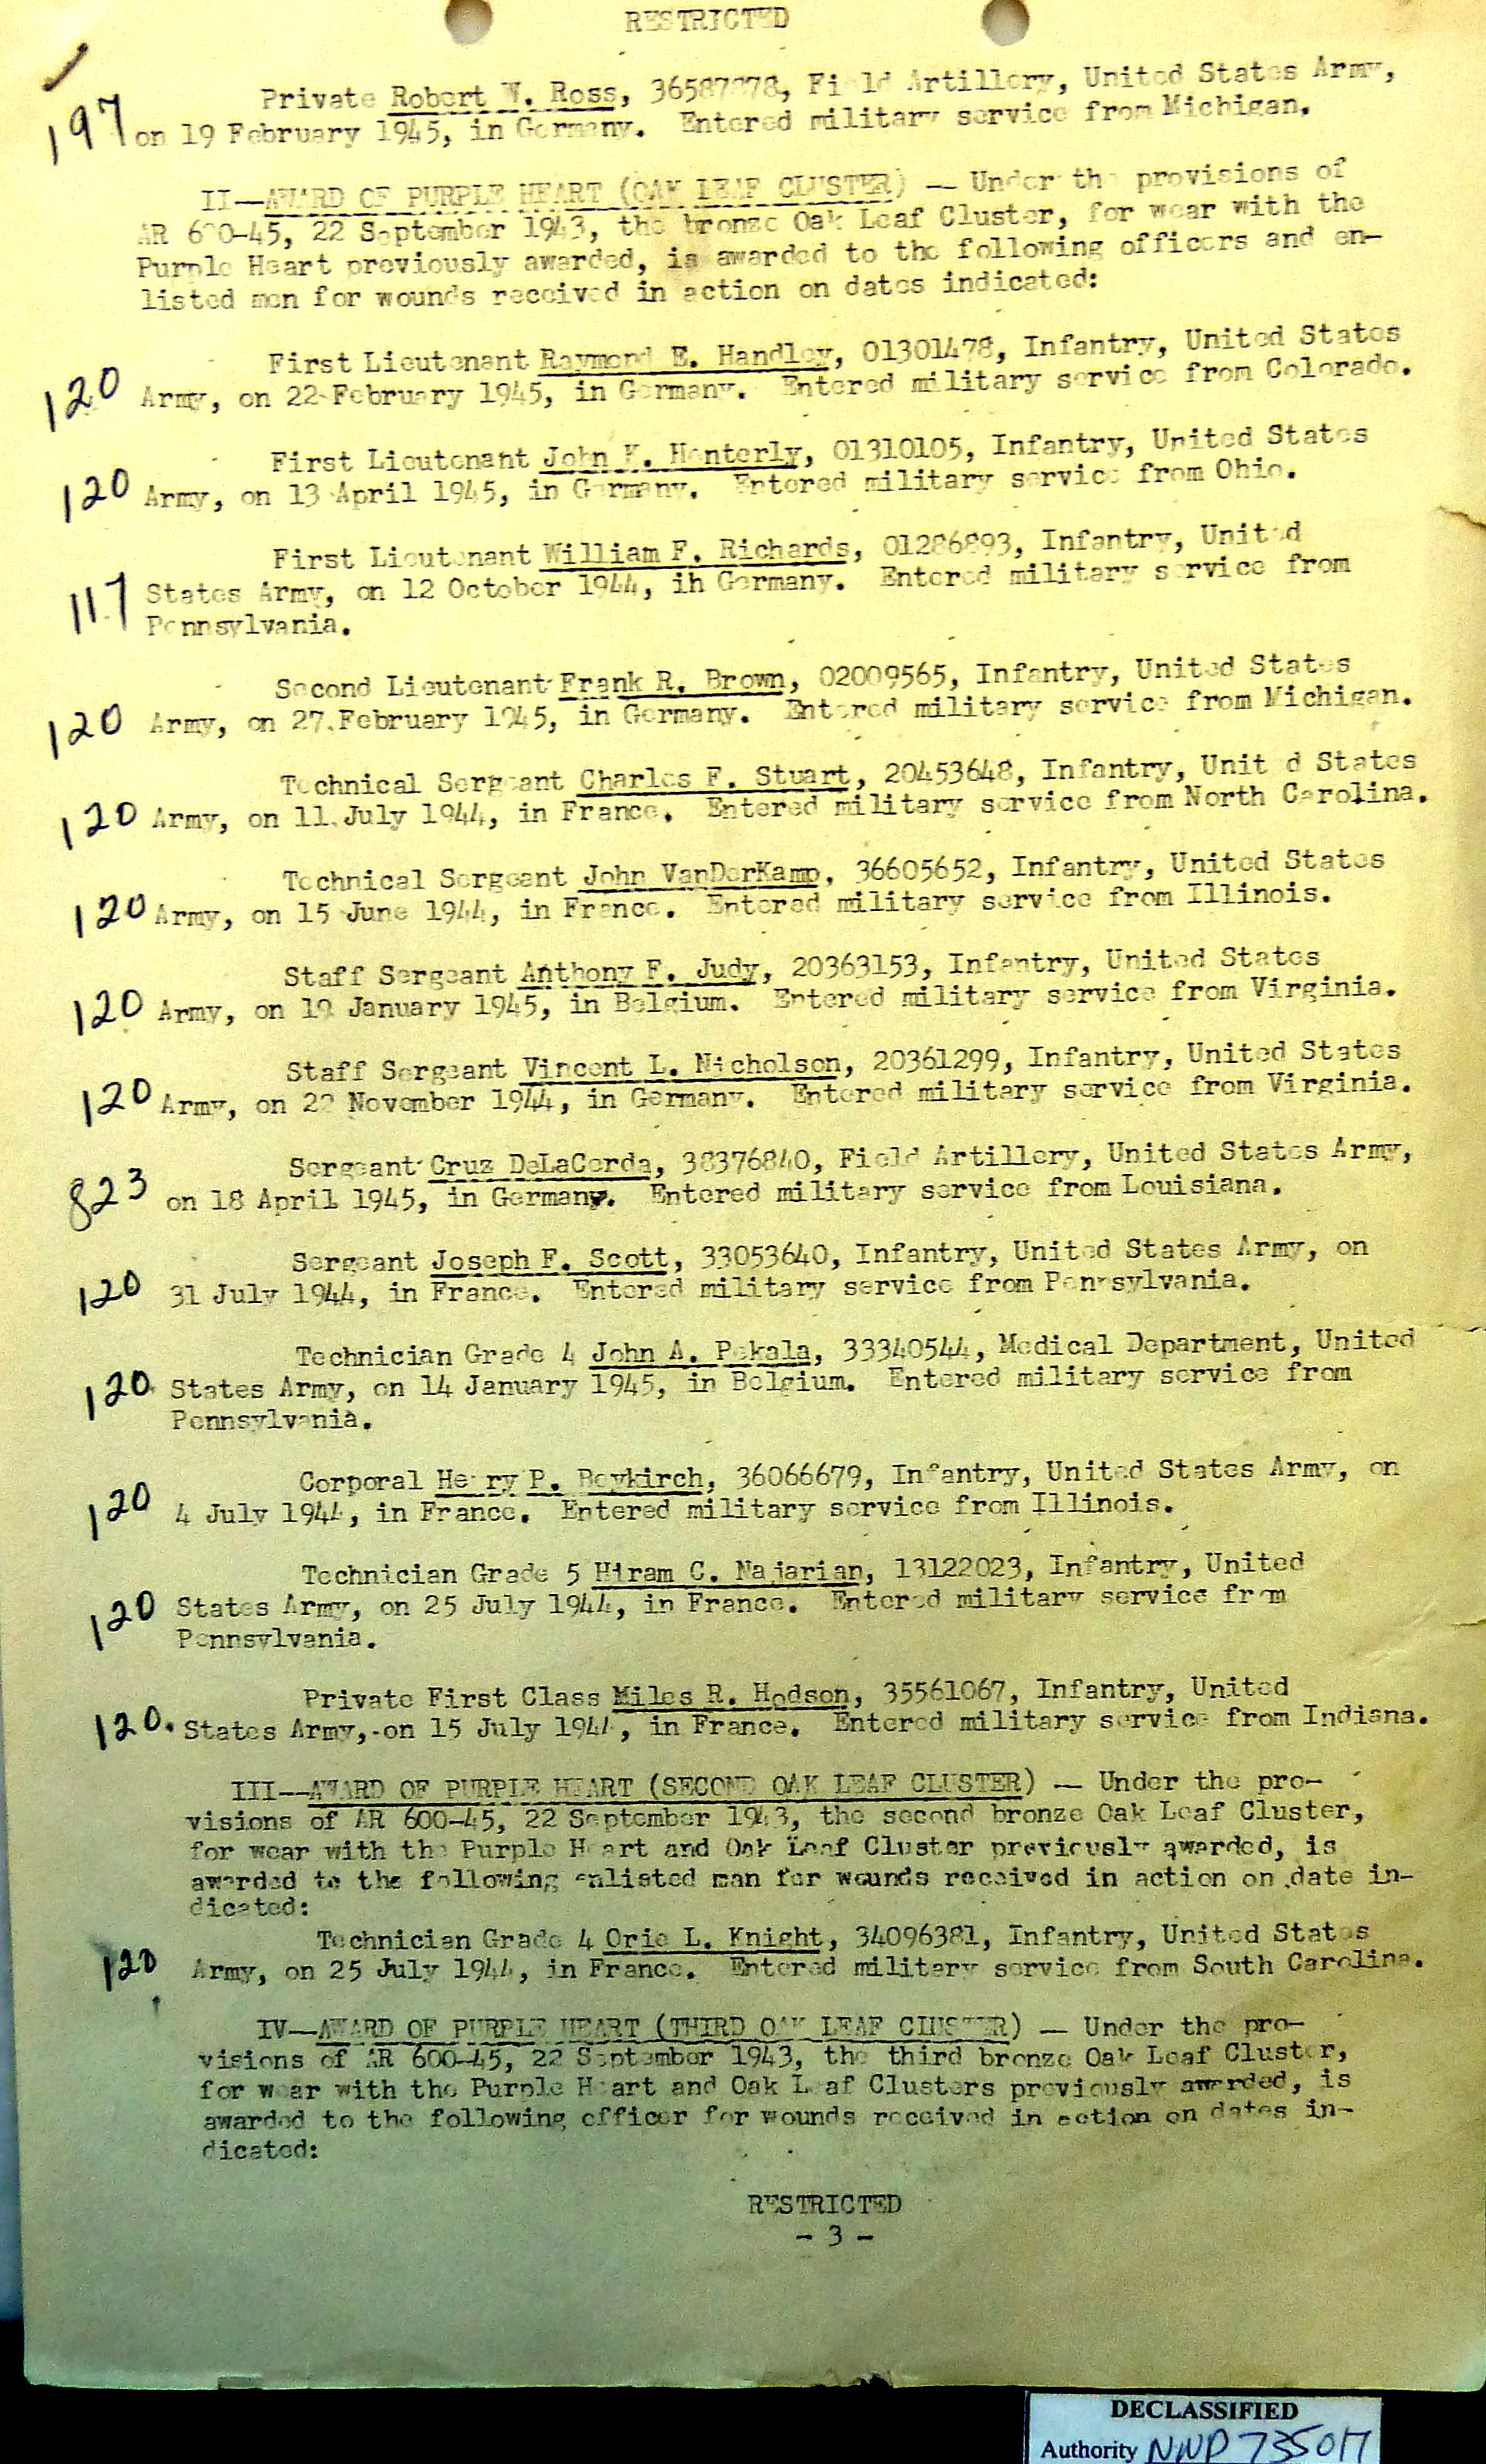 RESTRICTED
197 Private Robert W. Ross, 36587878, Field Artillery, United States Army,
on 19 February 1945, in Germany. Entered military service from Michigan.
II—AWARD OF PURPLE HEART (OAK LEAF CLUSTER) — Under the provisions of
AR 600-45, 22 September 1943, the bronze Oak Leaf Cluster, for wear with the
Purple Heart previously awarded, is awarded to the following officers and en-
listed men for wounds received in action on dates indicated:
First Lieutenant Raymond E. Handley, 01301478, Infantry, United States
120 Army, on 22 February 1945, in Germany. Entered military service from Colorado.
First Lieutenant John K. Henterly, 01310105, Infantry, United States
120 Army, on 13 April 1945, in Germany. Entered military service from Ohio.
First Lieutenant William F. Richards, 01286893, Infantry, United
117 States Army, on 12 October 1944, ih Germany. Entered military service from
Pennsylvania.
Second Lieutenant Frank R. Brown, 02009565, Infantry, United States
120 Army, on 27 February 1945, in Germany. Entered military service from Michigan.
Technical Sergeant Charles F. Stuart, 20453648, Infantry, United States
120 Army, on 11 July 1944, in France. Entered military service from North Carolina.
Technical Sergeant John VanDerKamp, 36605652, Infantry, United States
120 Army, on 15 June 1944, in France. Entered military service from Illinois.
Staff Sergeant Anthony F. Judy, 20363153, Infantry, United States
120 Army, on 19 January 1945, in Belgium. Entered military service from Virginia.
Staff Sergeant Vincent L. Nicholson, 20361299, Infantry, United States
120 Army, on 22 November 1944, in Germany. Entered military service from Virginia.
Sergeant Cruz DeLaCerda, 38376840, Field Artillery, United States Army,
823 on 18 April 1945, in Germany. Entered military service from Louisiana.
Sergeant Joseph F. Scott, 33053640, Infantry, United States Army, on
120 31 July 1944, in France. Entered military service from Pennsylvania.
Technician Grade 4 John A. Pekala, 33340544, Medical Department, United
120 States Army, on 14 January 1945, in Belgium. Entered military service from
Pennsylvania.
Corporal Henry P. Boykirch, 36066679, Infantry, United States Army, on
120 4 July 1944, in France. Entered military service from Illinois.
Technician Grade 5 Hiram C. Najarian, 13122023, Infantry, United
120 States Army, on 25 July 1944, in France. Entered military service from
Pennsylvania.
Private First Class Miles R. Hodson, 35561067, Infantry, United
120. States Army, on 15 July 1944, in France. Entered military service from Indiana.
III--AWARD OF PURPLE HEART (SECOND OAK LEAF CLUSTER) — Under the pro-
visions of AR 600-45, 22 September 1943, the second bronze Oak Leaf Cluster,
for wear with the Purple Heart and Oak Leaf Cluster previously awarded, is
awarded to the following enlisted man for wounds received in action on date in-
dicated:
Technician Grade 4 Orie L. Knight, 34096381, Infantry, United States
120 Army, on 25 July 1944, in France. Entered military service from South Carolina.
IV—AWARD OF PURPLE HEART (THIRD OAK LEAF CLUSTER) — Under the pro-
visions of AR 600-45, 22 September 1943, the third bronze Oak Leaf Cluster,
for wear with the Purple Heart and Oak Leaf Clusters previously awarded, is
awarded to the following officer for wounds received in action on dates in-
dicated:
RESTRICTED
- 3 -
DECLASSIFIED
Authority NND 735017